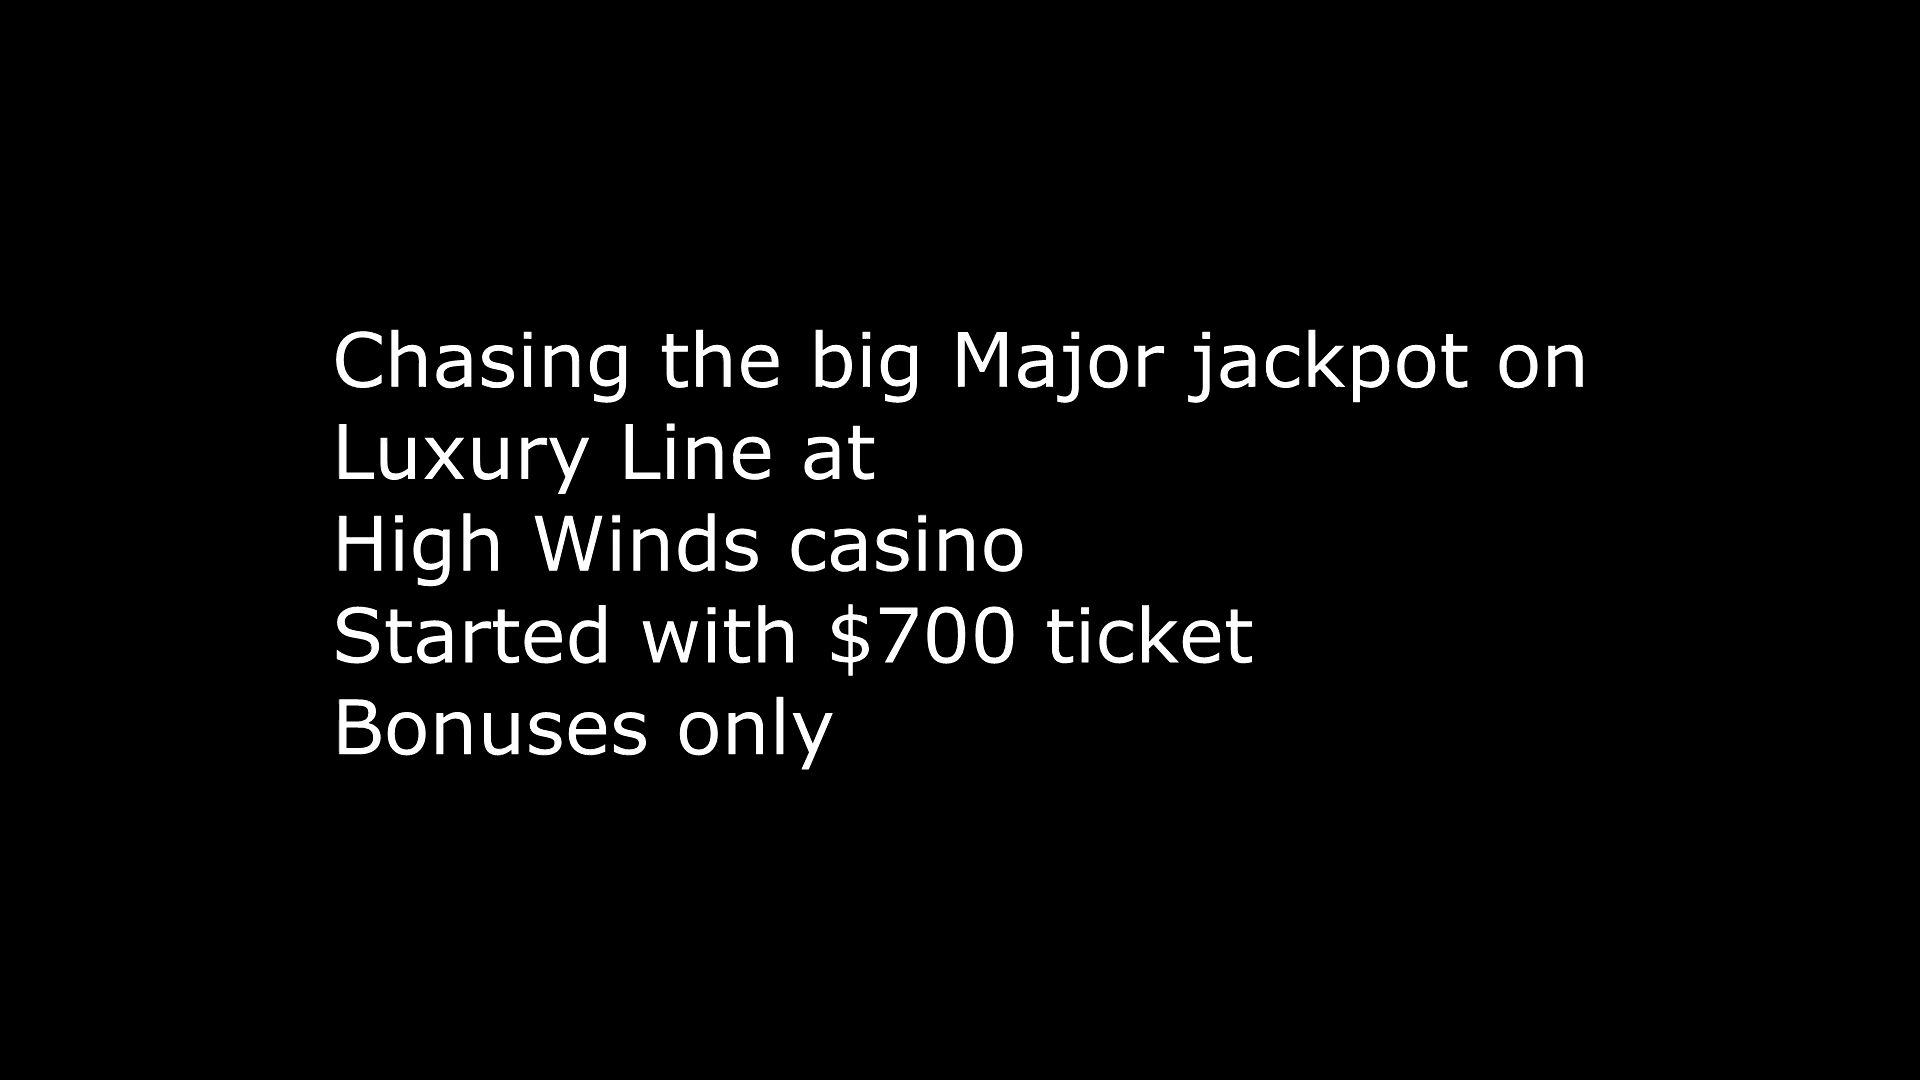 Chasing the big Major jackpot on
Luxury Line at
High Winds casino
Started with $700 ticket
Bonuses only